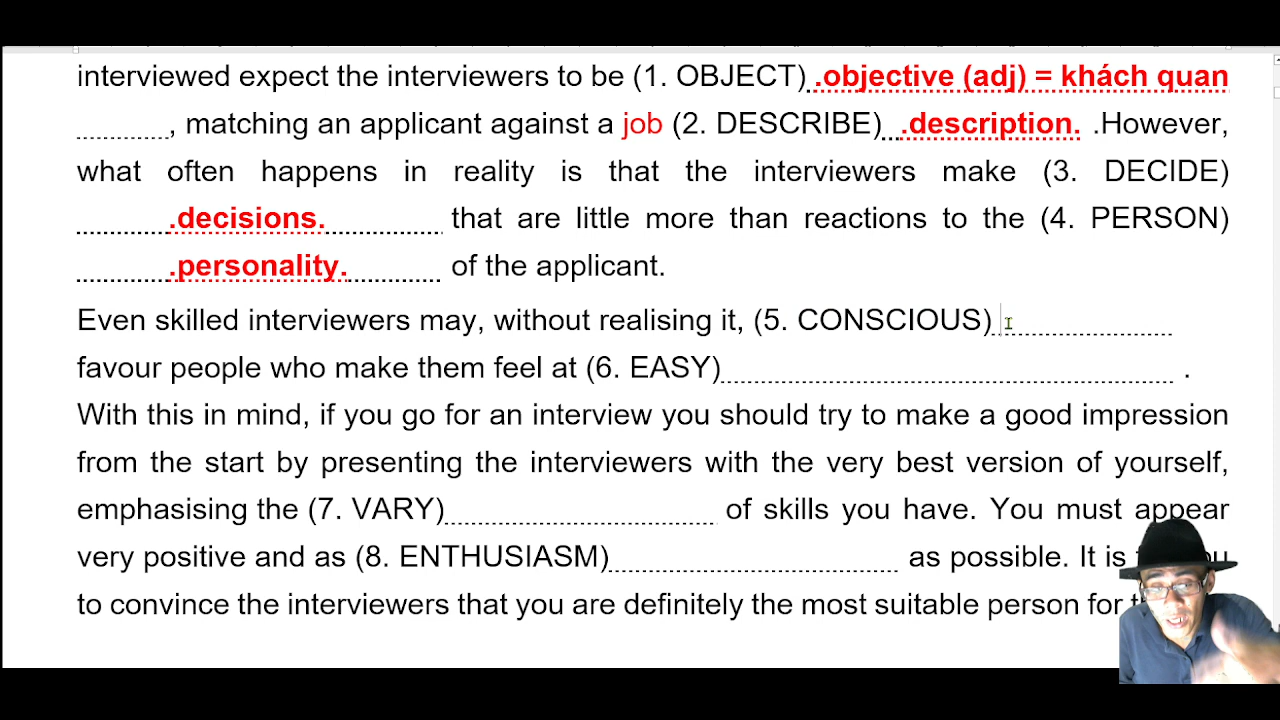 interviewed expect the interviewers to be (1. OBJECT) .objective (adj) = khách quan
, matching an applicant against a job (2. DESCRIBE) .description. .However,
what often happens in reality is that the interviewers make (3. DECIDE)
.decisions. that are little more than reactions to the (4. PERSON)
.personality. of the applicant.
Even skilled interviewers may, without realising it, (5. CONSCIOUS)
favour people who make them feel at (6. EASY) .
With this in mind, if you go for an interview you should try to make a good impression
from the start by presenting the interviewers with the very best version of yourself,
emphasising the (7. VARY) of skills you have. You must appear
very positive and as (8. ENTHUSIASM) as possible. It is
to convince the interviewers that you are definitely the most suitable person for